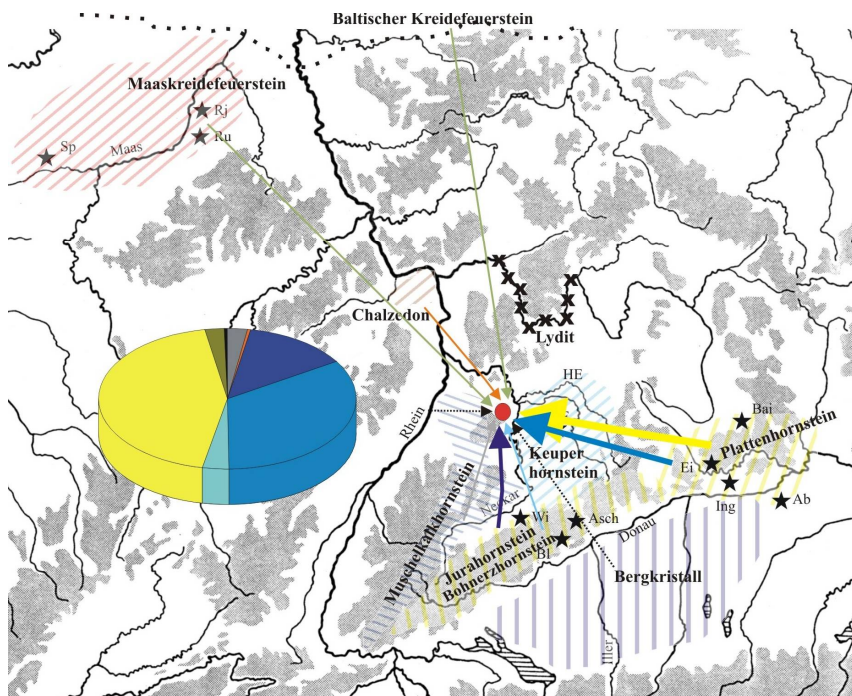 Baltischer Kreidefeuerstein
Maaskreidefeuerstein
Rj
Ru
Sp
Maas
Chalzedon
Lydit
HE
Rhein
Bai
Plattenhornstein
Keuper
hornstein
Ei
Ing
Ab
Neckar
Wi
Asch
Bl
Donau
Muschelkalkhornstein
Jurahornstein
Bohnerzhornstein
Bergkristall
Iller